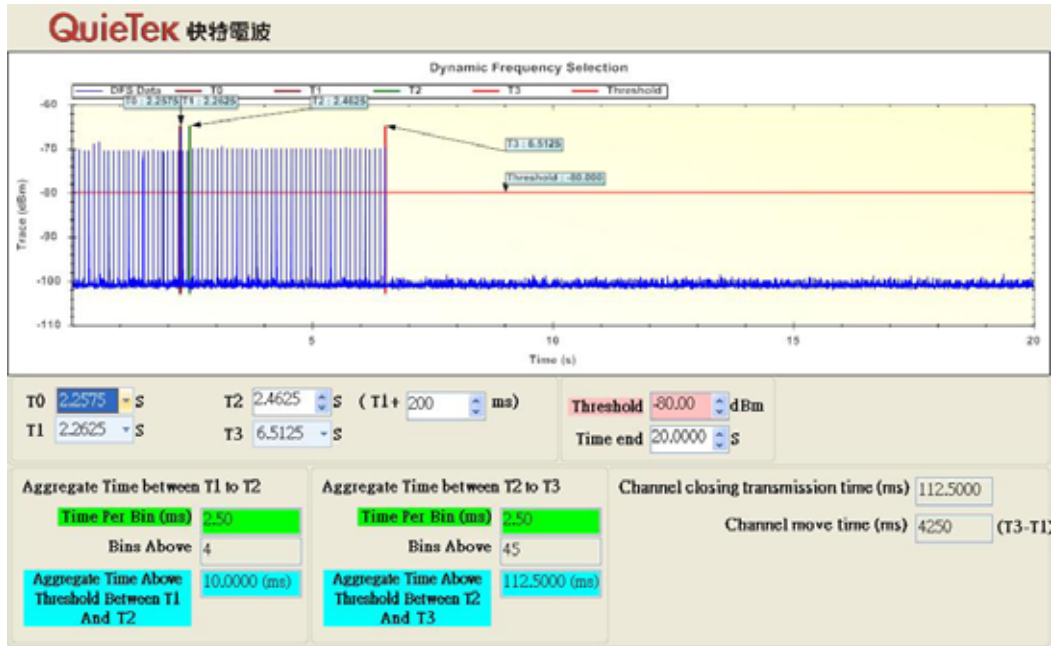 QuieTek 快特電波
Dynamic Frequency Selection
DFS Data T0 T1 T2 T3 Threshold
T0 : 2.2575 T1 : 2.2625 T2 : 2.4625
T3 : 6.5125
Threshold : -80.000
Trace (dBm)
-60
-70
-80
-90
-100
-110
5 10 15 20
Time (s)
T0 2.2575 S T2 2.4625 S ( T1+ 200 ms) Threshold -80.00 dBm
T1 2.2625 S T3 6.5125 S Time end 20.0000 S
Aggregate Time between T1 to T2
Time Per Bin (ms) 2.50
Bins Above 4
Aggregate Time Above 10.0000 (ms)
Threshold Between T1
And T2
Aggregate Time between T2 to T3
Time Per Bin (ms) 2.50
Bins Above 45
Aggregate Time Above 112.5000 (ms)
Threshold Between T2
And T3
Channel closing transmission time (ms) 112.5000
Channel move time (ms) 4250 (T3-T1)